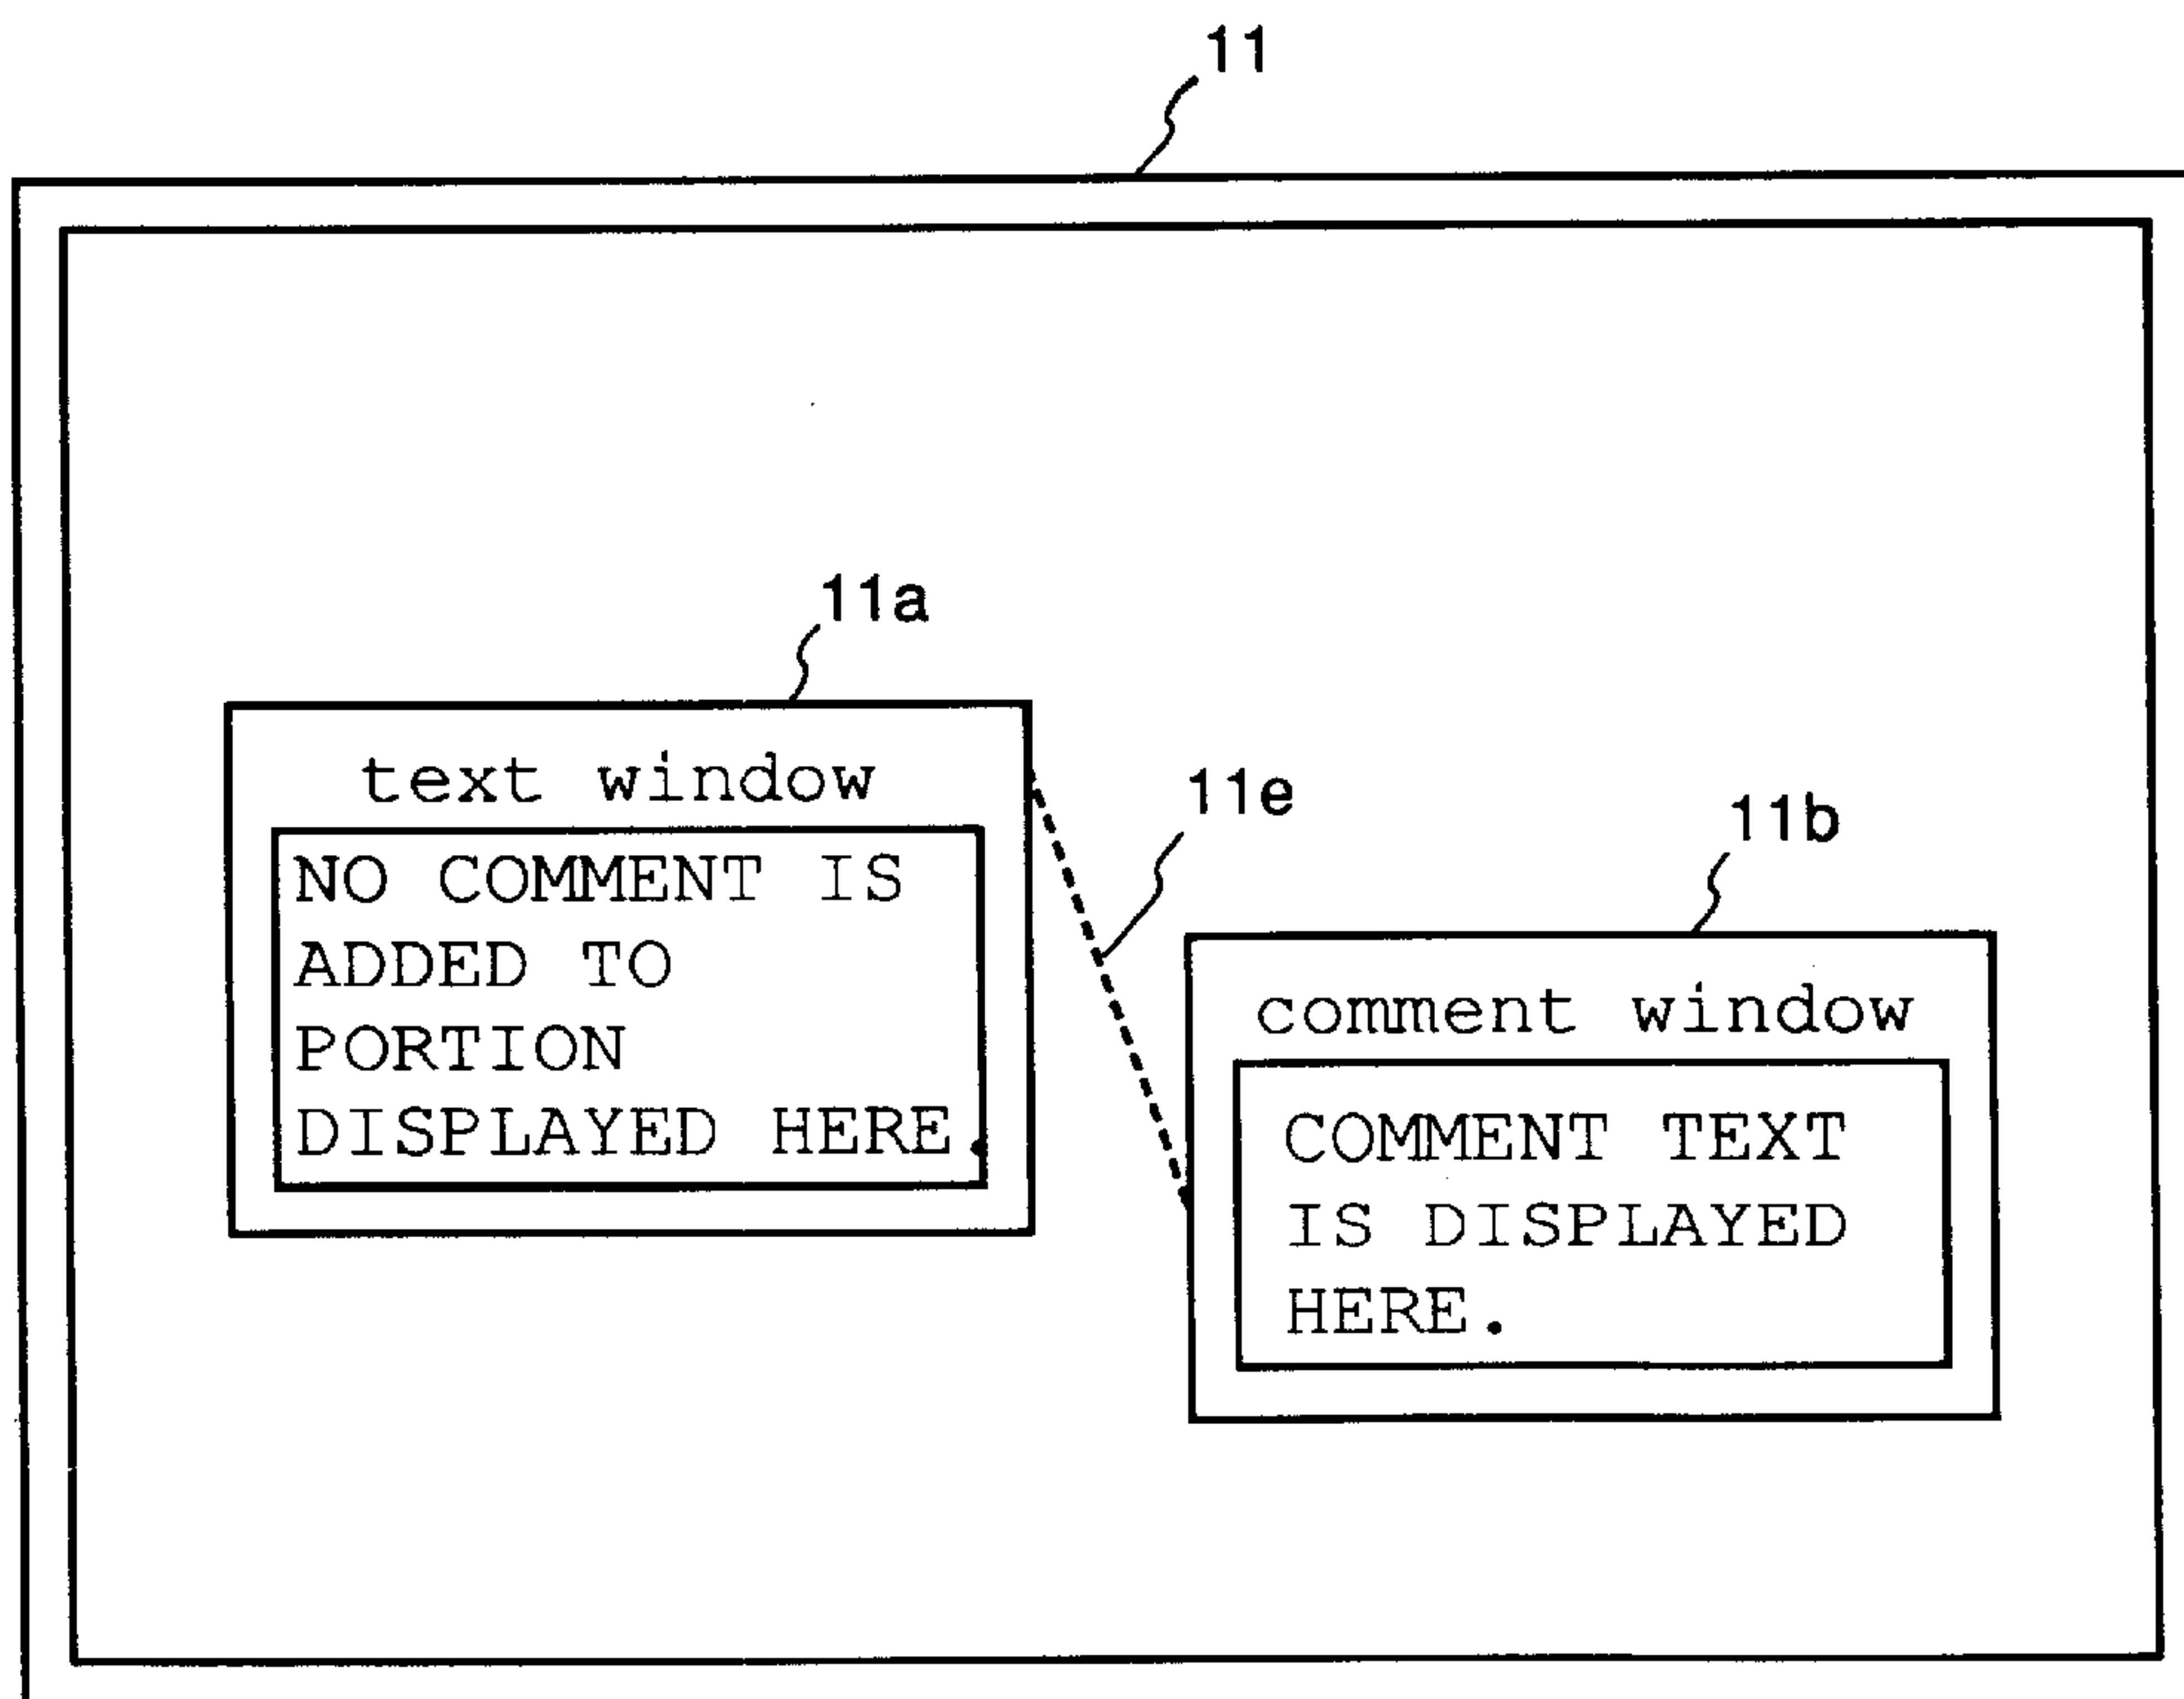 11
11a
text window
NO COMMENT IS
ADDED TO
PORTION
DISPLAYED HERE.
11e
11b
comment window
COMMENT TEXT
IS DISPLAYED
HERE.